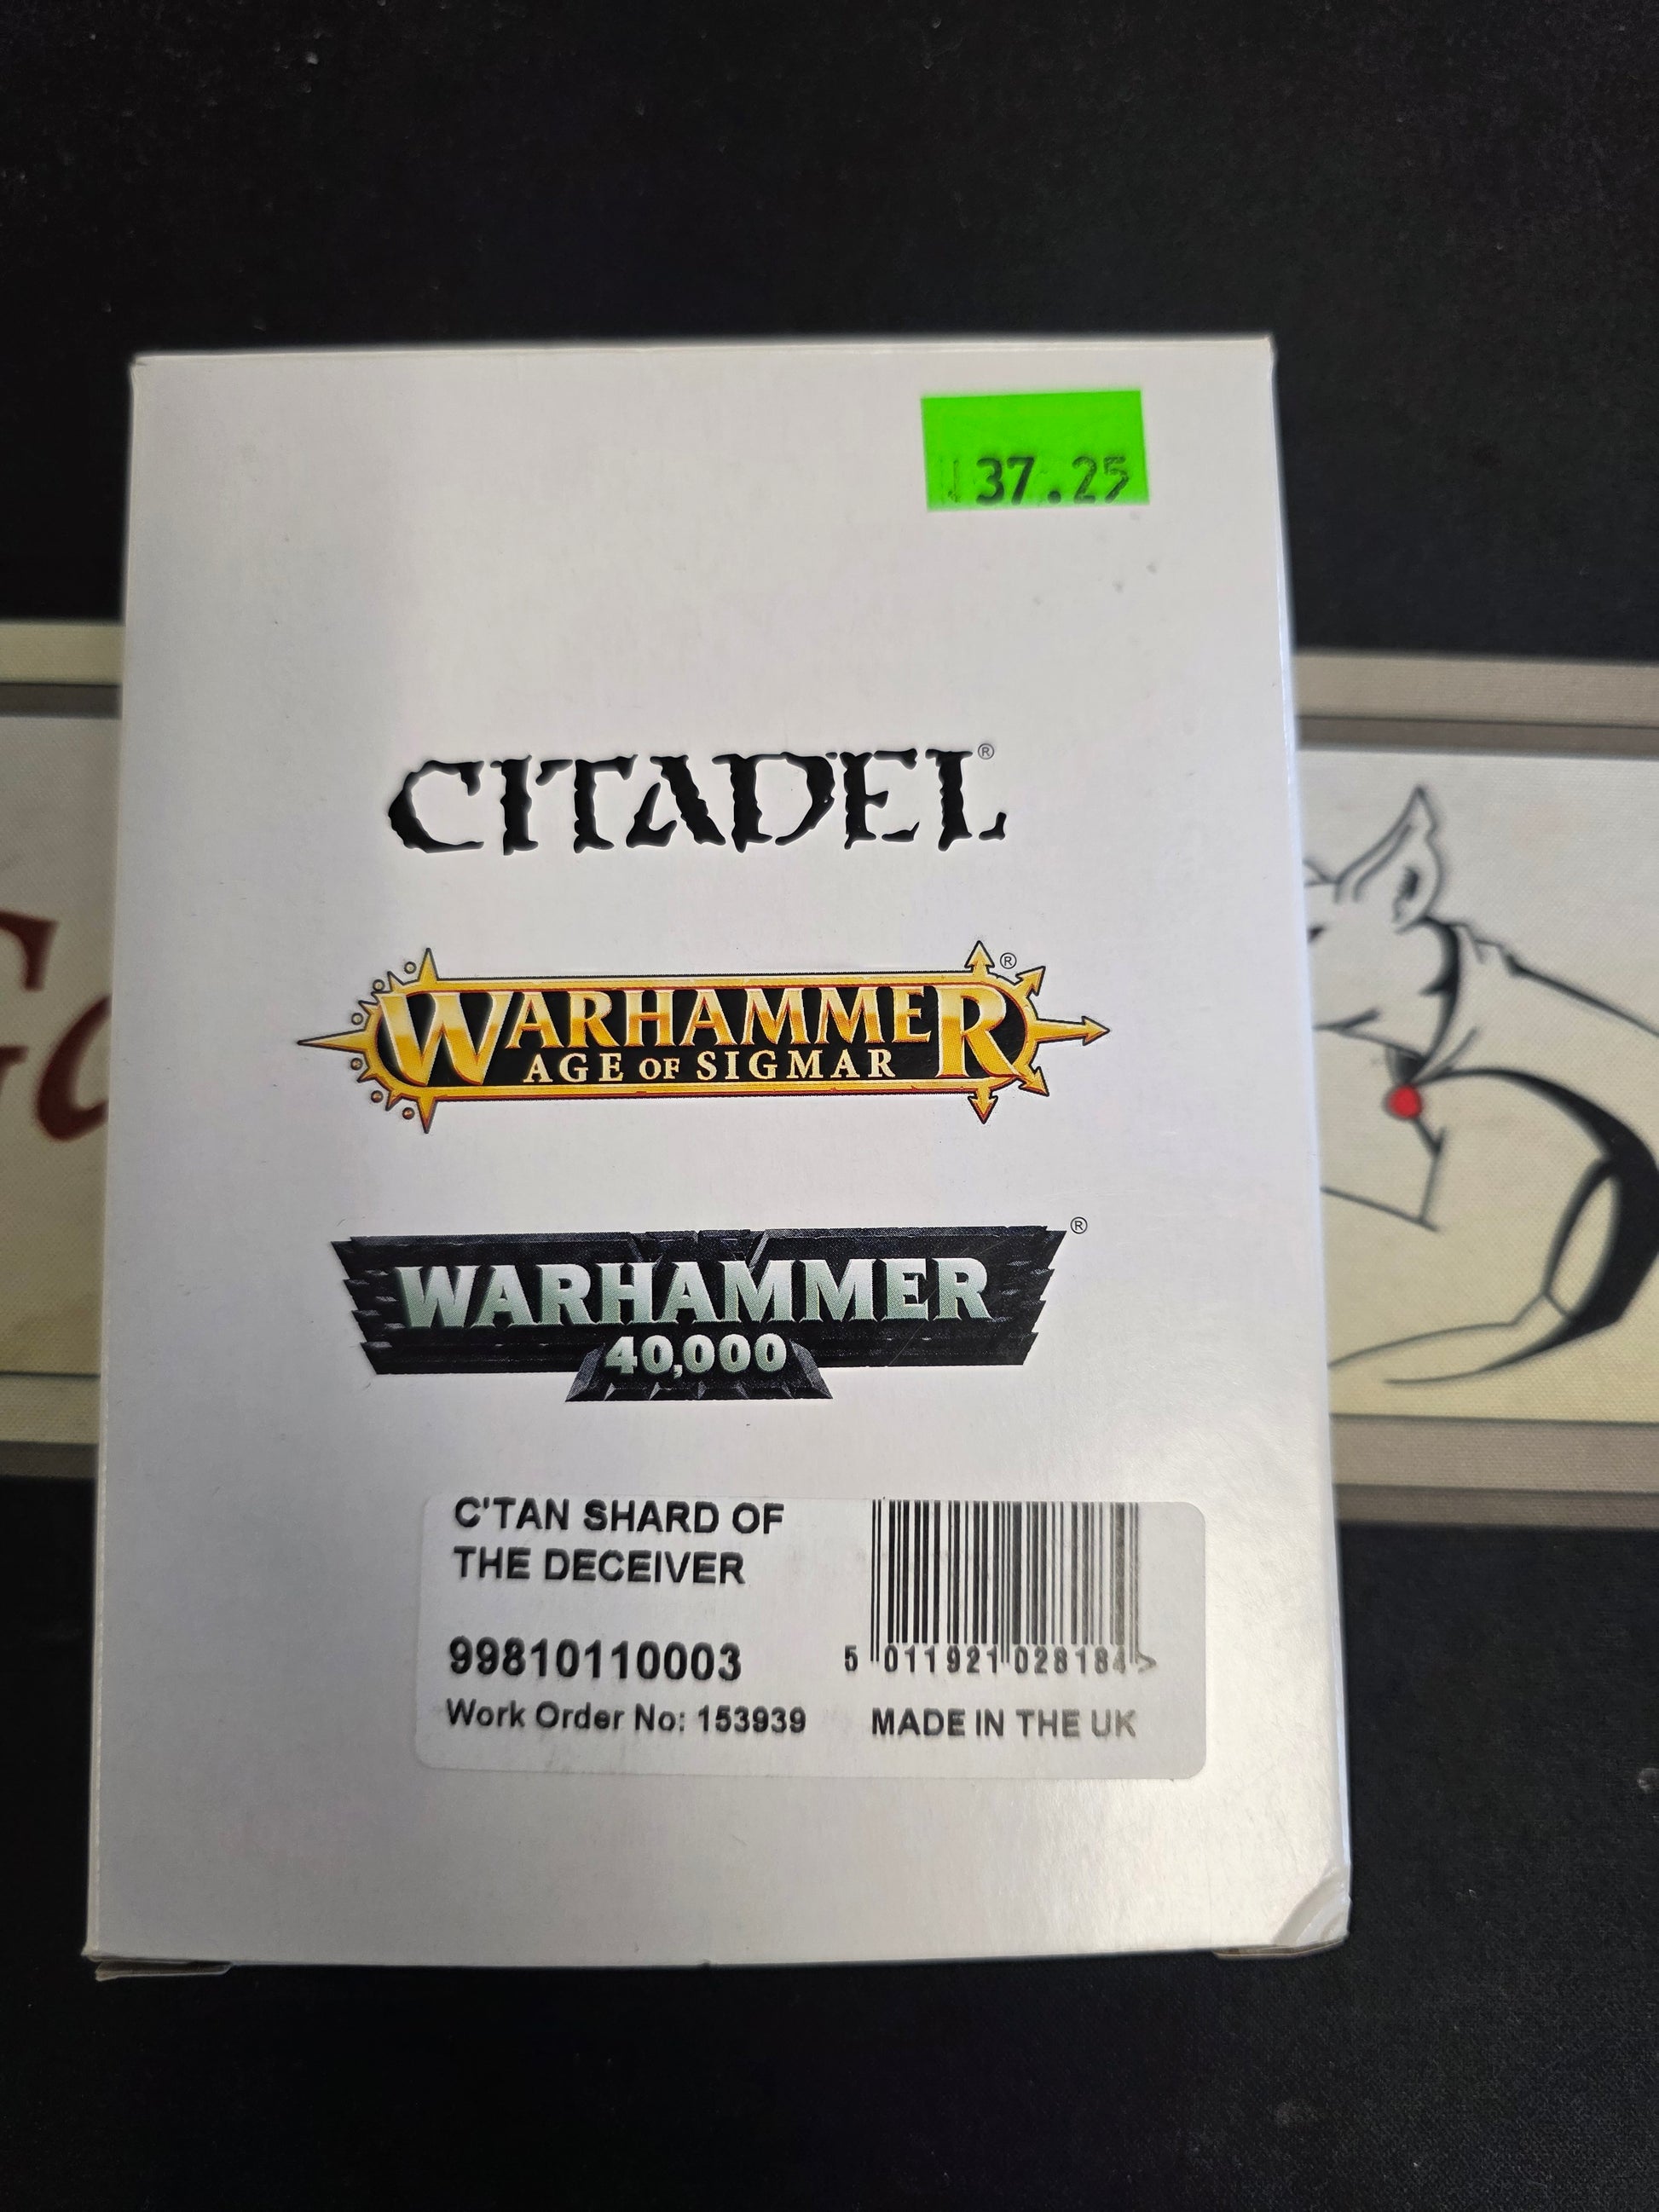 37.25
CITADEL®
WARHAMMER®
AGE OF SIGMAR
WARHAMMER®
40,000
C'TAN SHARD OF
THE DECEIVER
99810110003
5 011921 028184 >
Work Order No: 153939
MADE IN THE UK